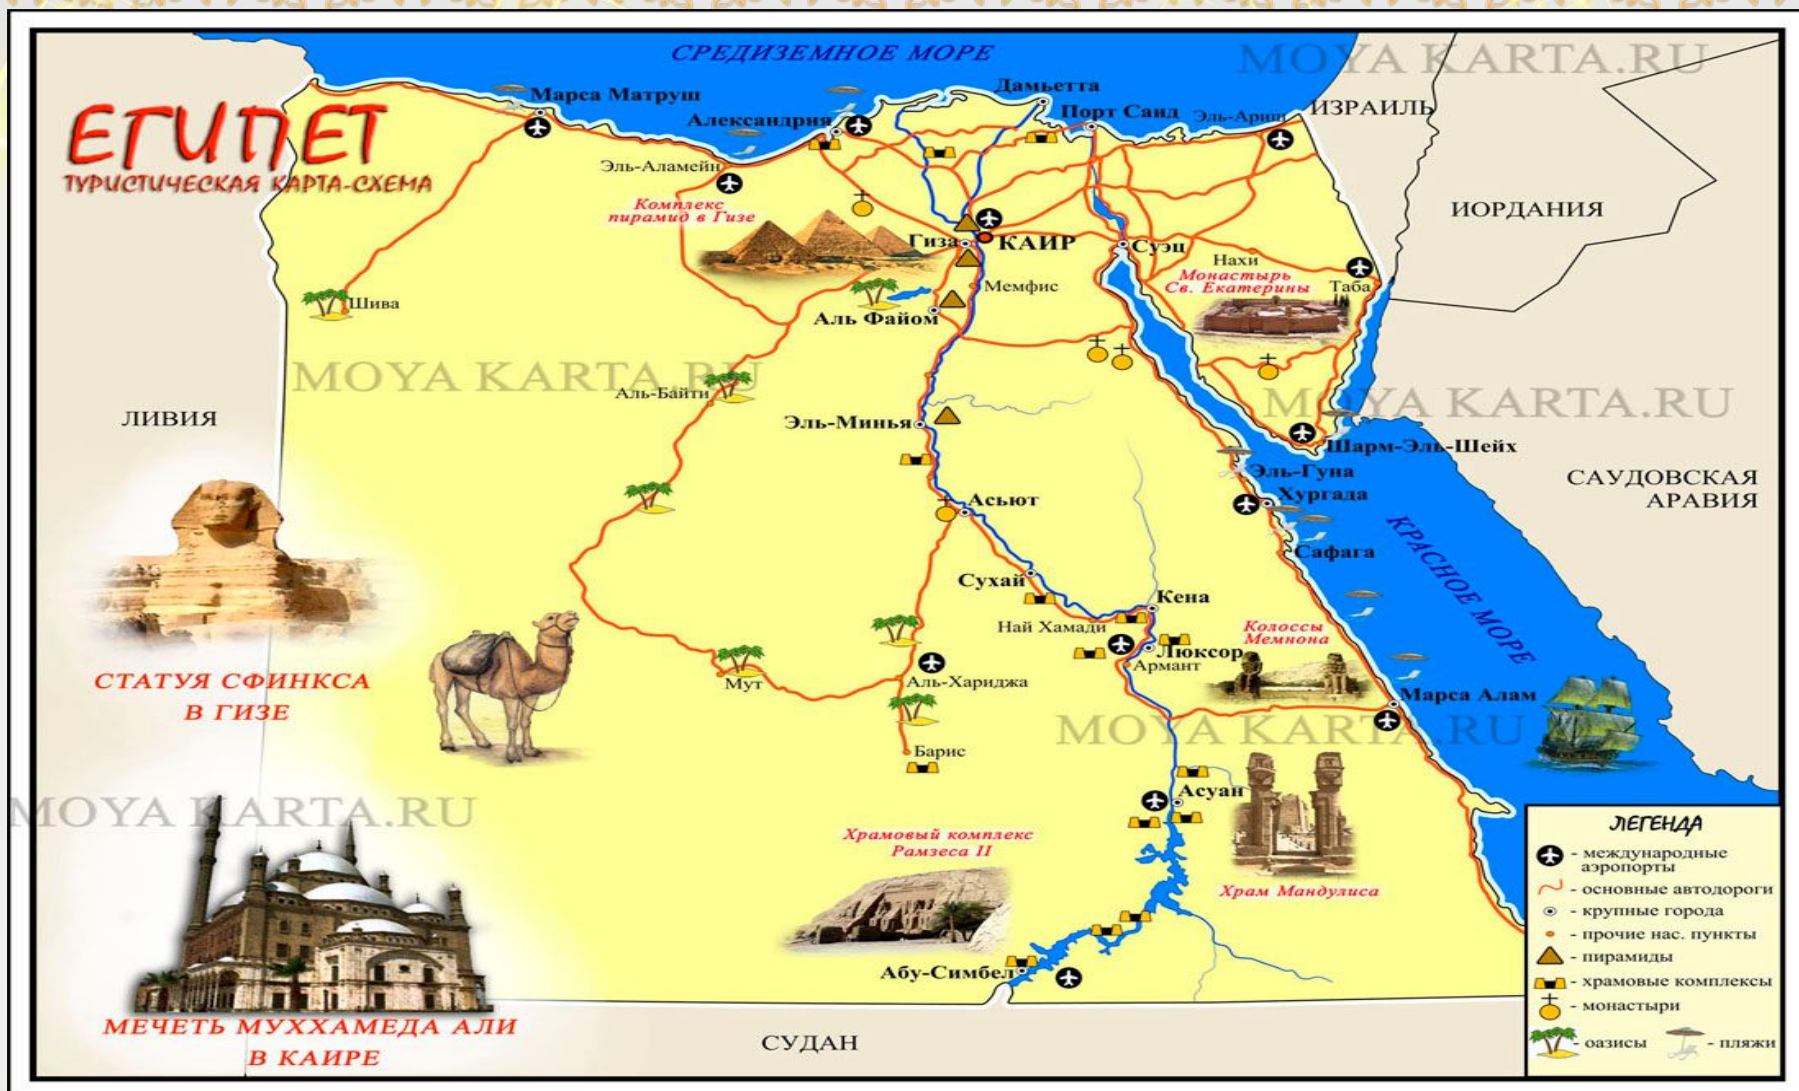 СРЕДИЗЕМНОЕ МОРЕ
MOYA KARTA.RU
ЕГИПЕТ
ТУРИСТИЧЕСКАЯ КАРТА-СХЕМА
Марса Матруш
Дамьетта
Александрия
Порт Саид
Эль-Ариш
ИЗРАИЛЬ
Эль-Аламейн
Комплекс
пирамид в Гизе
ИОРДАНИЯ
Гиза
КАИР
Суэц
Нахи
Монастырь
Св. Екатерины
Таба
Мемфис
Шива
Аль Файом
MOYA KARTA.RU
Аль-Байти
MOYA KARTA.RU
ЛИВИЯ
Эль-Минья
Шарм-Эль-Шейх
Эль-Гуна
САУДОВСКАЯ
АРАВИЯ
Хургада
Асьют
КРАСНОЕ МОРЕ
Сафага
Сухай
Кена
Най Хамади
Колоссы
Мемнона
Люксор
Армант
СТАТУЯ СФИНКСА
В ГИЗЕ
Мут
Аль-Хариджа
Марса Алам
MOYA KARTA.RU
Барис
Асуан
MOYA KARTA.RU
Храмовый комплекс
Рамзеса II
Храм Мандулиса
Абу-Симбел
МЕЧЕТЬ МУХХАМЕДА АЛИ
В КАИРЕ
СУДАН
ЛЕГЕНДА
- международные
аэропорты
- основные автодороги
- крупные города
- прочие нас. пункты
- пирамиды
- храмовые комплексы
- монастыри
- оазисы
- пляжи